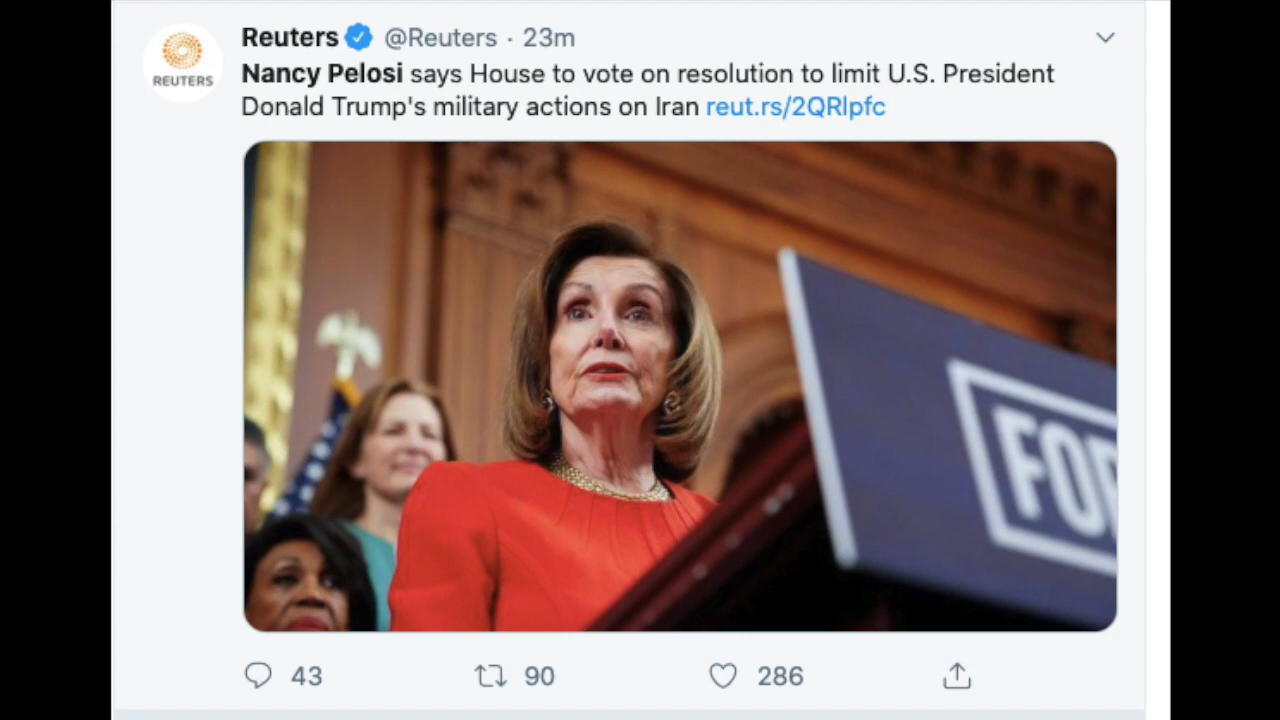 Reuters @Reuters · 23m
REUTERS
Nancy Pelosi says House to vote on resolution to limit U.S. President
Donald Trump's military actions on Iran reut.rs/2QRlpfc
FO
43 90 286